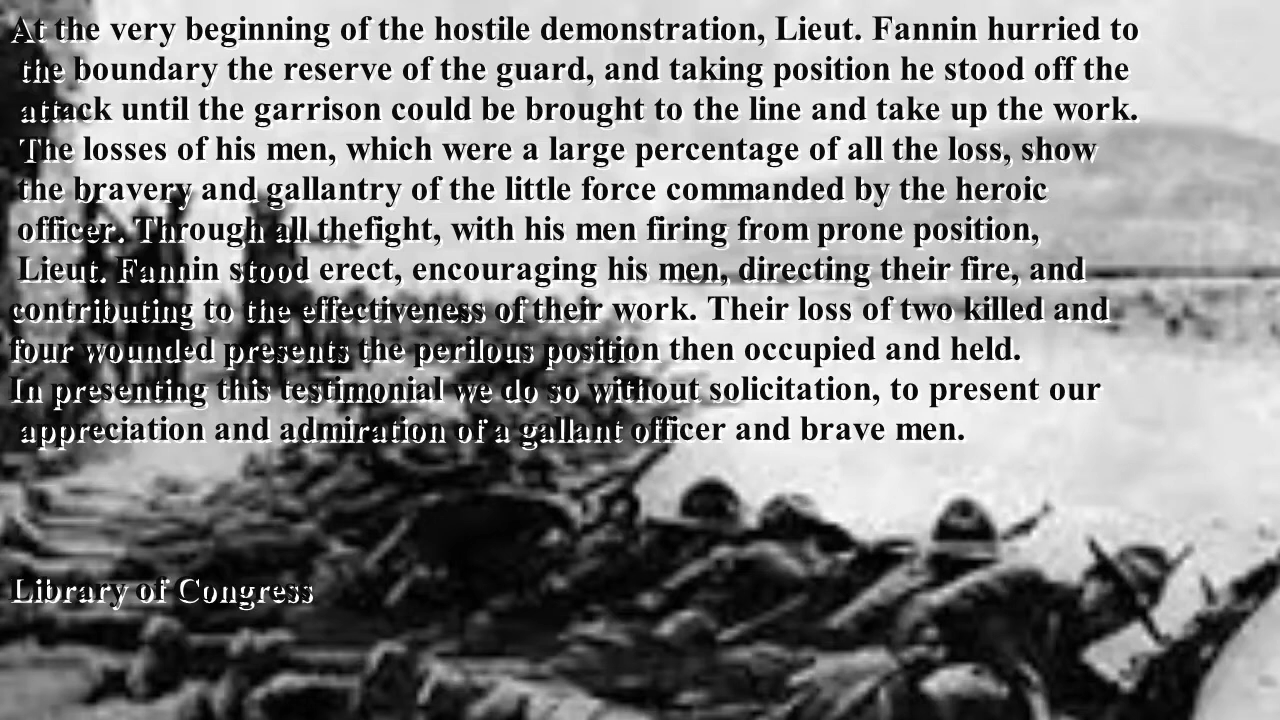 At the very beginning of the hostile demonstration, Lieut. Fannin hurried to
the boundary the reserve of the guard, and taking position he stood off the
attack until the garrison could be brought to the line and take up the work.
The losses of his men, which were a large percentage of all the loss, show
the bravery and gallantry of the little force commanded by the heroic
officer. Through all thefight, with his men firing from prone position,
Lieut. Fannin stood erect, encouraging his men, directing their fire, and
contributing to the effectiveness of their work. Their loss of two killed and
four wounded presents the perilous position then occupied and held.
In presenting this testimonial we do so without solicitation, to present our
appreciation and admiration of a gallant officer and brave men.
Library of Congress